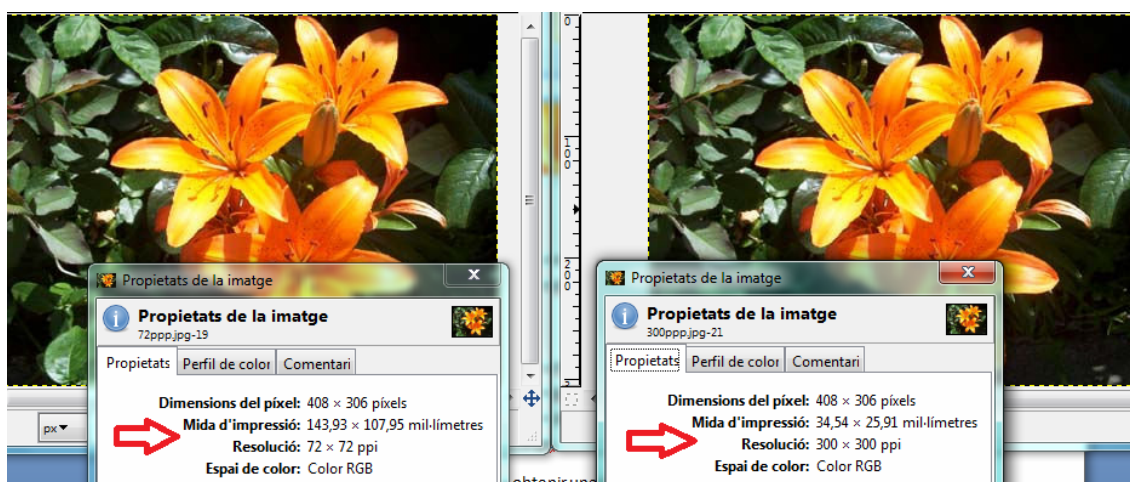 0
100
200
Propietats de la imatge
Propietats de la imatge
72ppp.jpg-19
Propietats Perfil de color Comentari
Dimensions del píxel: 408 × 306 píxels
Mida d'impressió: 143,93 × 107,95 mil·límetres
Resolució: 72 × 72 ppi
Espai de color: Color RGB
px
Propietats de la imatge
Propietats de la imatge
300ppp.jpg-21
Propietats Perfil de color Comentari
Dimensions del píxel: 408 × 306 píxels
Mida d'impressió: 34,54 × 25,91 mil·límetres
Resolució: 300 × 300 ppi
Espai de color: Color RGB